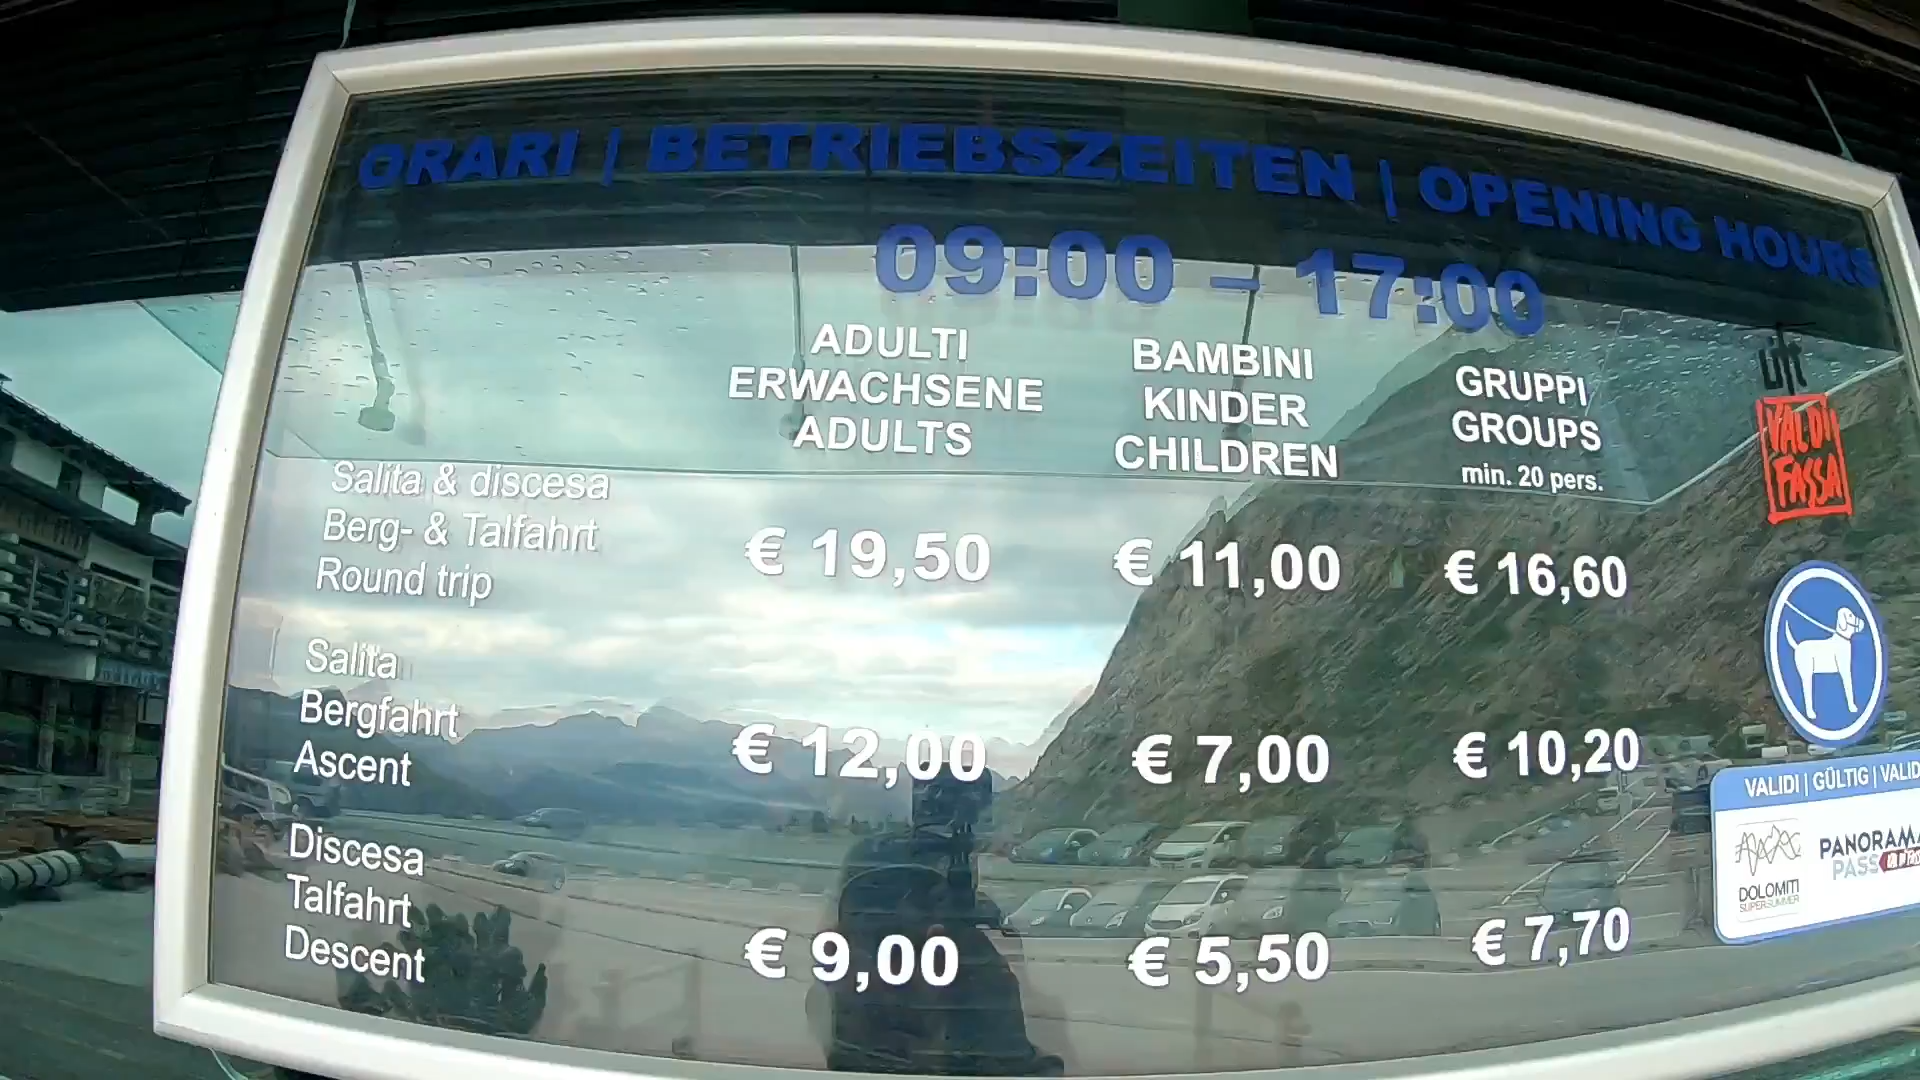 ORARI | BETRIEBSZEITEN | OPENING HOURS
09:00 - 17:00
ADULTI
ERWACHSENE
ADULTS
BAMBINI
KINDER
CHILDREN
GRUPPI
GROUPS
min. 20 pers.
Salita & discesa
Berg- & Talfahrt
Round trip
€ 19,50
€ 11,00
€ 16,60
Salita
Bergfahrt
Ascent
€ 12,00
€ 7,00
€ 10,20
Discesa
Talfahrt
Descent
€ 9,00
€ 5,50
€ 7,70
lift
VAL DI
FASSA
VALIDI | GÜLTIG | VALID
DOLOMITI
SUPERSUMMER
PANORAMA
PASS